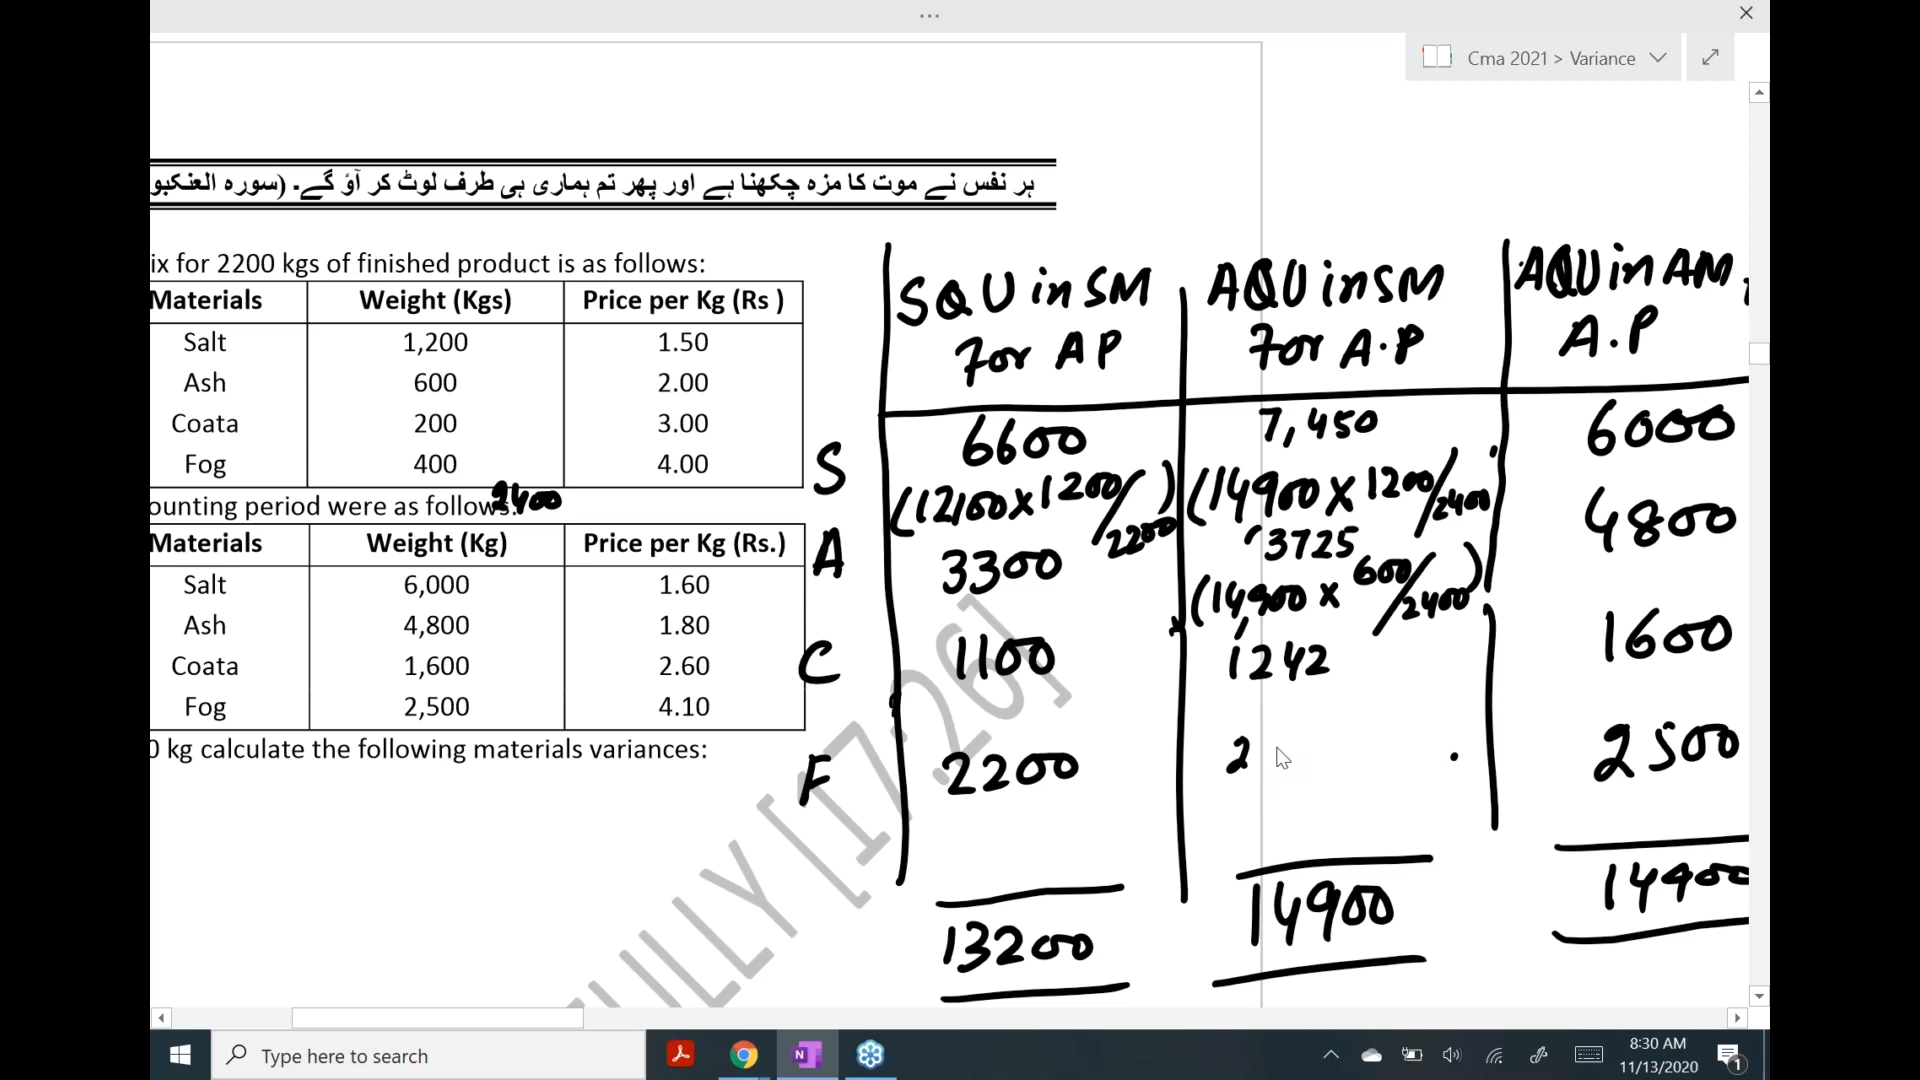 ...
Cma 2021 > Variance
ہر نفس نے موت کا مزہ چکھنا ہے اور پھر تم ہماری ہی طرف لوٹ کر آؤ گے۔ (سورہ العنکبو
ix for 2200 kgs of finished product is as follows:
Materials Weight (Kgs) Price per Kg (Rs )
Salt 1,200 1.50
Ash 600 2.00
Coata 200 3.00
Fog 400 4.00
2400
ounting period were as follows:
Materials Weight (Kg) Price per Kg (Rs.)
Salt 6,000 1.60
Ash 4,800 1.80
Coata 1,600 2.60
Fog 2,500 4.10
0 kg calculate the following materials variances:
SQU in SM AQU in SM AQU in AM
for AP for A.P A.P
S 6600 7,450 6000
(12100x1200/2200) (14900x1200/2400)
A 3300 3725 4800
(14900x600/2400)
C 1100 1242 1600
F 2200 2 2500
13200 14900 14900
ULLY [17:26]
Type here to search
N
8:30 AM
11/13/2020
1